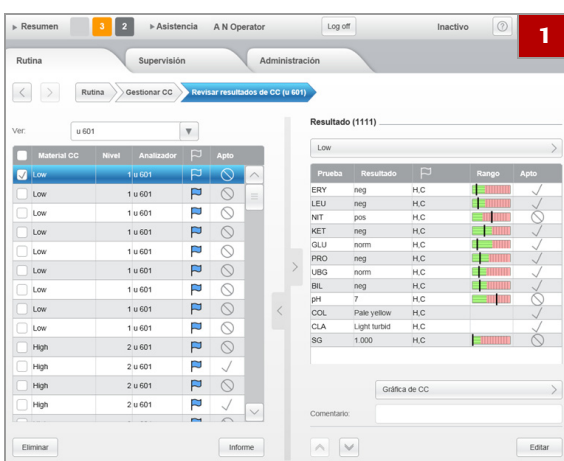 Resumen 3 2 Asistencia A N Operator Log off Inactivo ? 1
Rutina Supervisión Administración
Rutina Gestionar CC Revisar resultados de CC (u 601)
Ver: u 601
Material CC Nivel Analizador Apto
Low 1 u 601
Low 1 u 601
Low 1 u 601
Low 1 u 601
Low 1 u 601
Low 1 u 601
Low 1 u 601
Low 1 u 601
Low 1 u 601
High 2 u 601
High 2 u 601
High 2 u 601
High 2 u 601
Eliminar Informe
Resultado (1111)
Low
Prueba Resultado Rango Apto
ERY neg H,C
LEU neg H,C
NIT pos H,C
KET neg H,C
GLU norm H,C
PRO neg H,C
UBG norm H,C
BIL neg H,C
pH 7 H,C
COL Pale yellow H,C
CLA Light turbid H,C
SG 1.000 H,C
Gráfica de CC
Comentario:
Editar